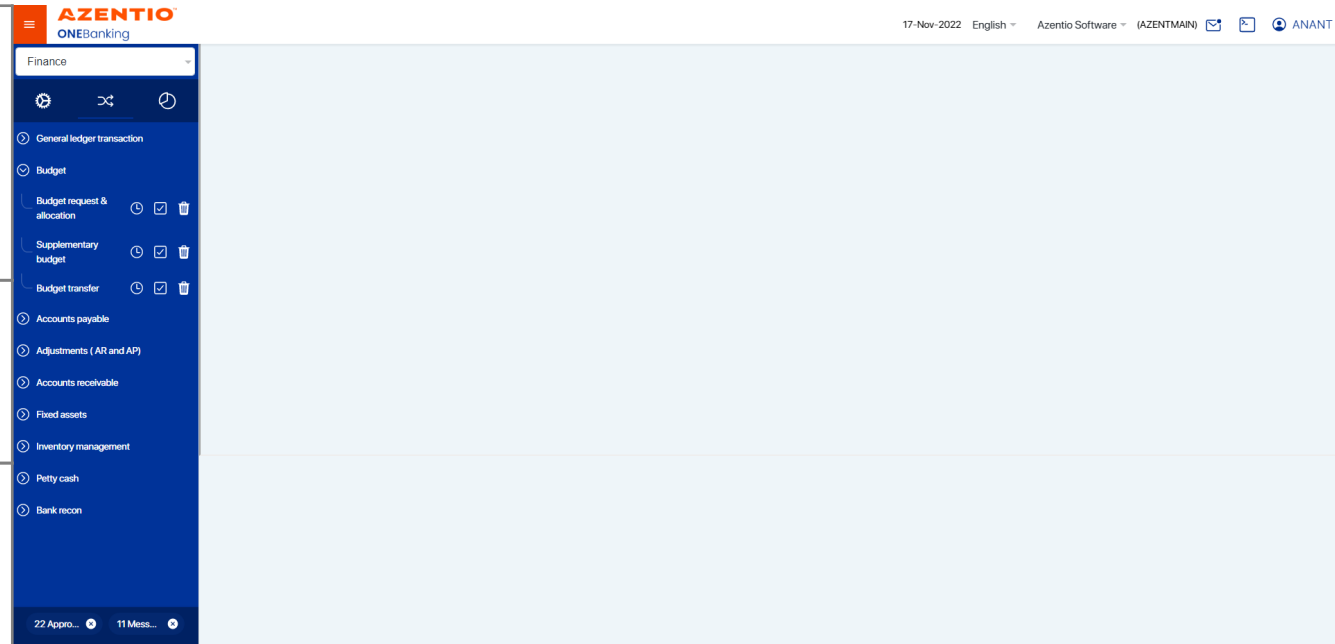 AZENTIO
ONEBanking
17-Nov-2022 English Azentio Software (AZENTMAIN) ANANT
Finance
General ledger transaction
Budget
Budget request &
allocation
Supplementary
budget
Budget transfer
Accounts payable
Adjustments ( AR and AP)
Accounts receivable
Fixed assets
Inventory management
Petty cash
Bank recon
22 Appro... 11 Mess...